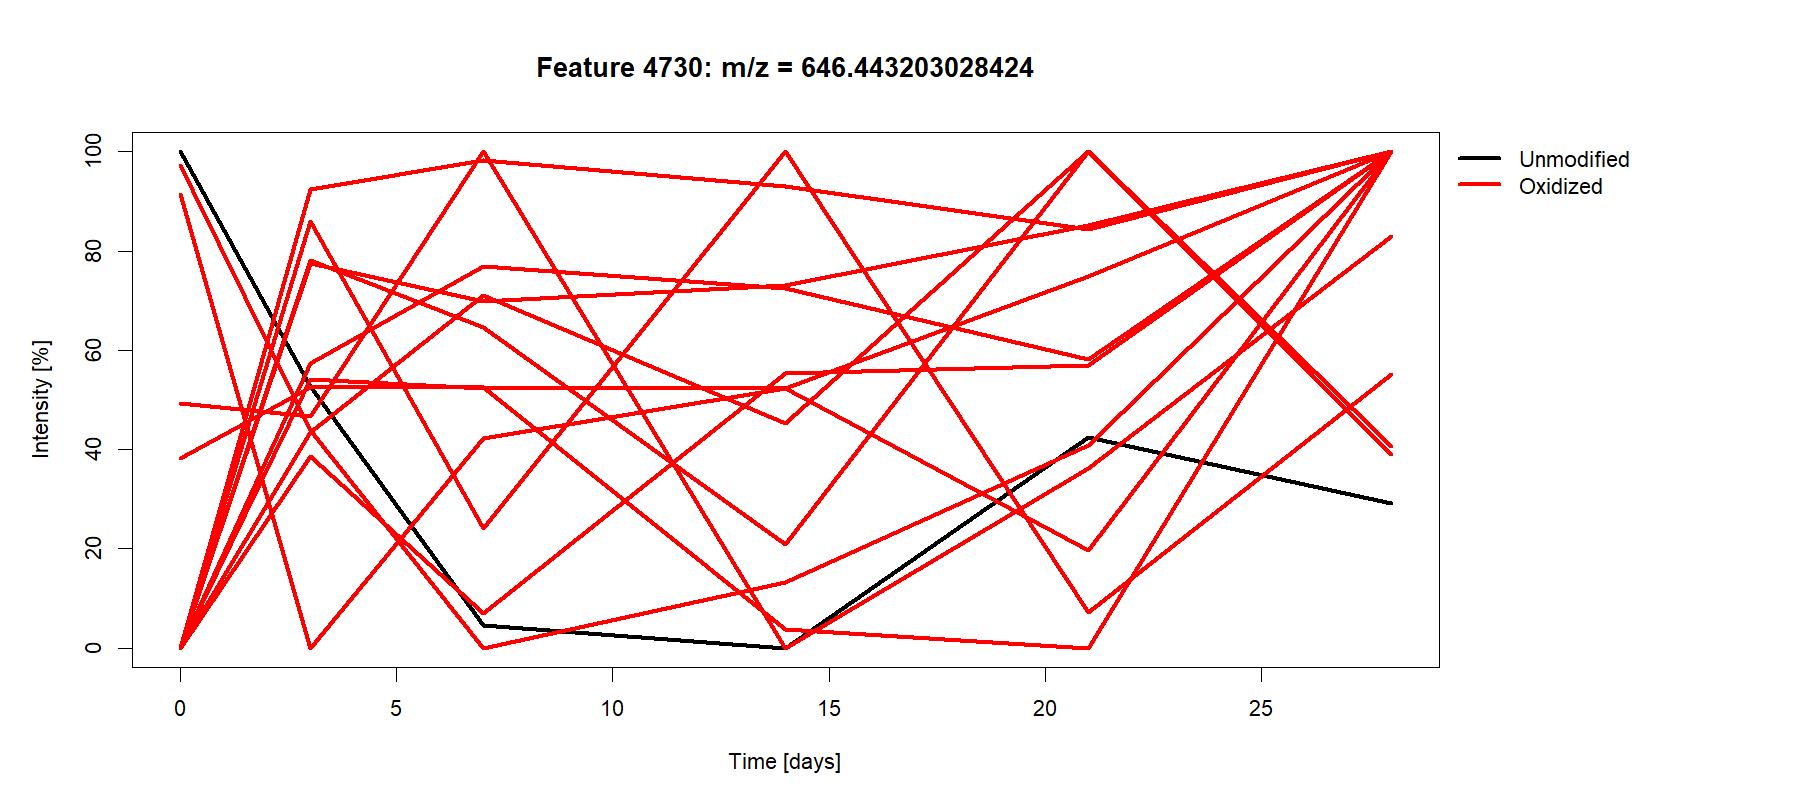 Feature 4730: m/z = 646.443203028424
Intensity [%]
100
80
60
40
20
0
0 5 10 15 20 25
Time [days]
Unmodified
Oxidized